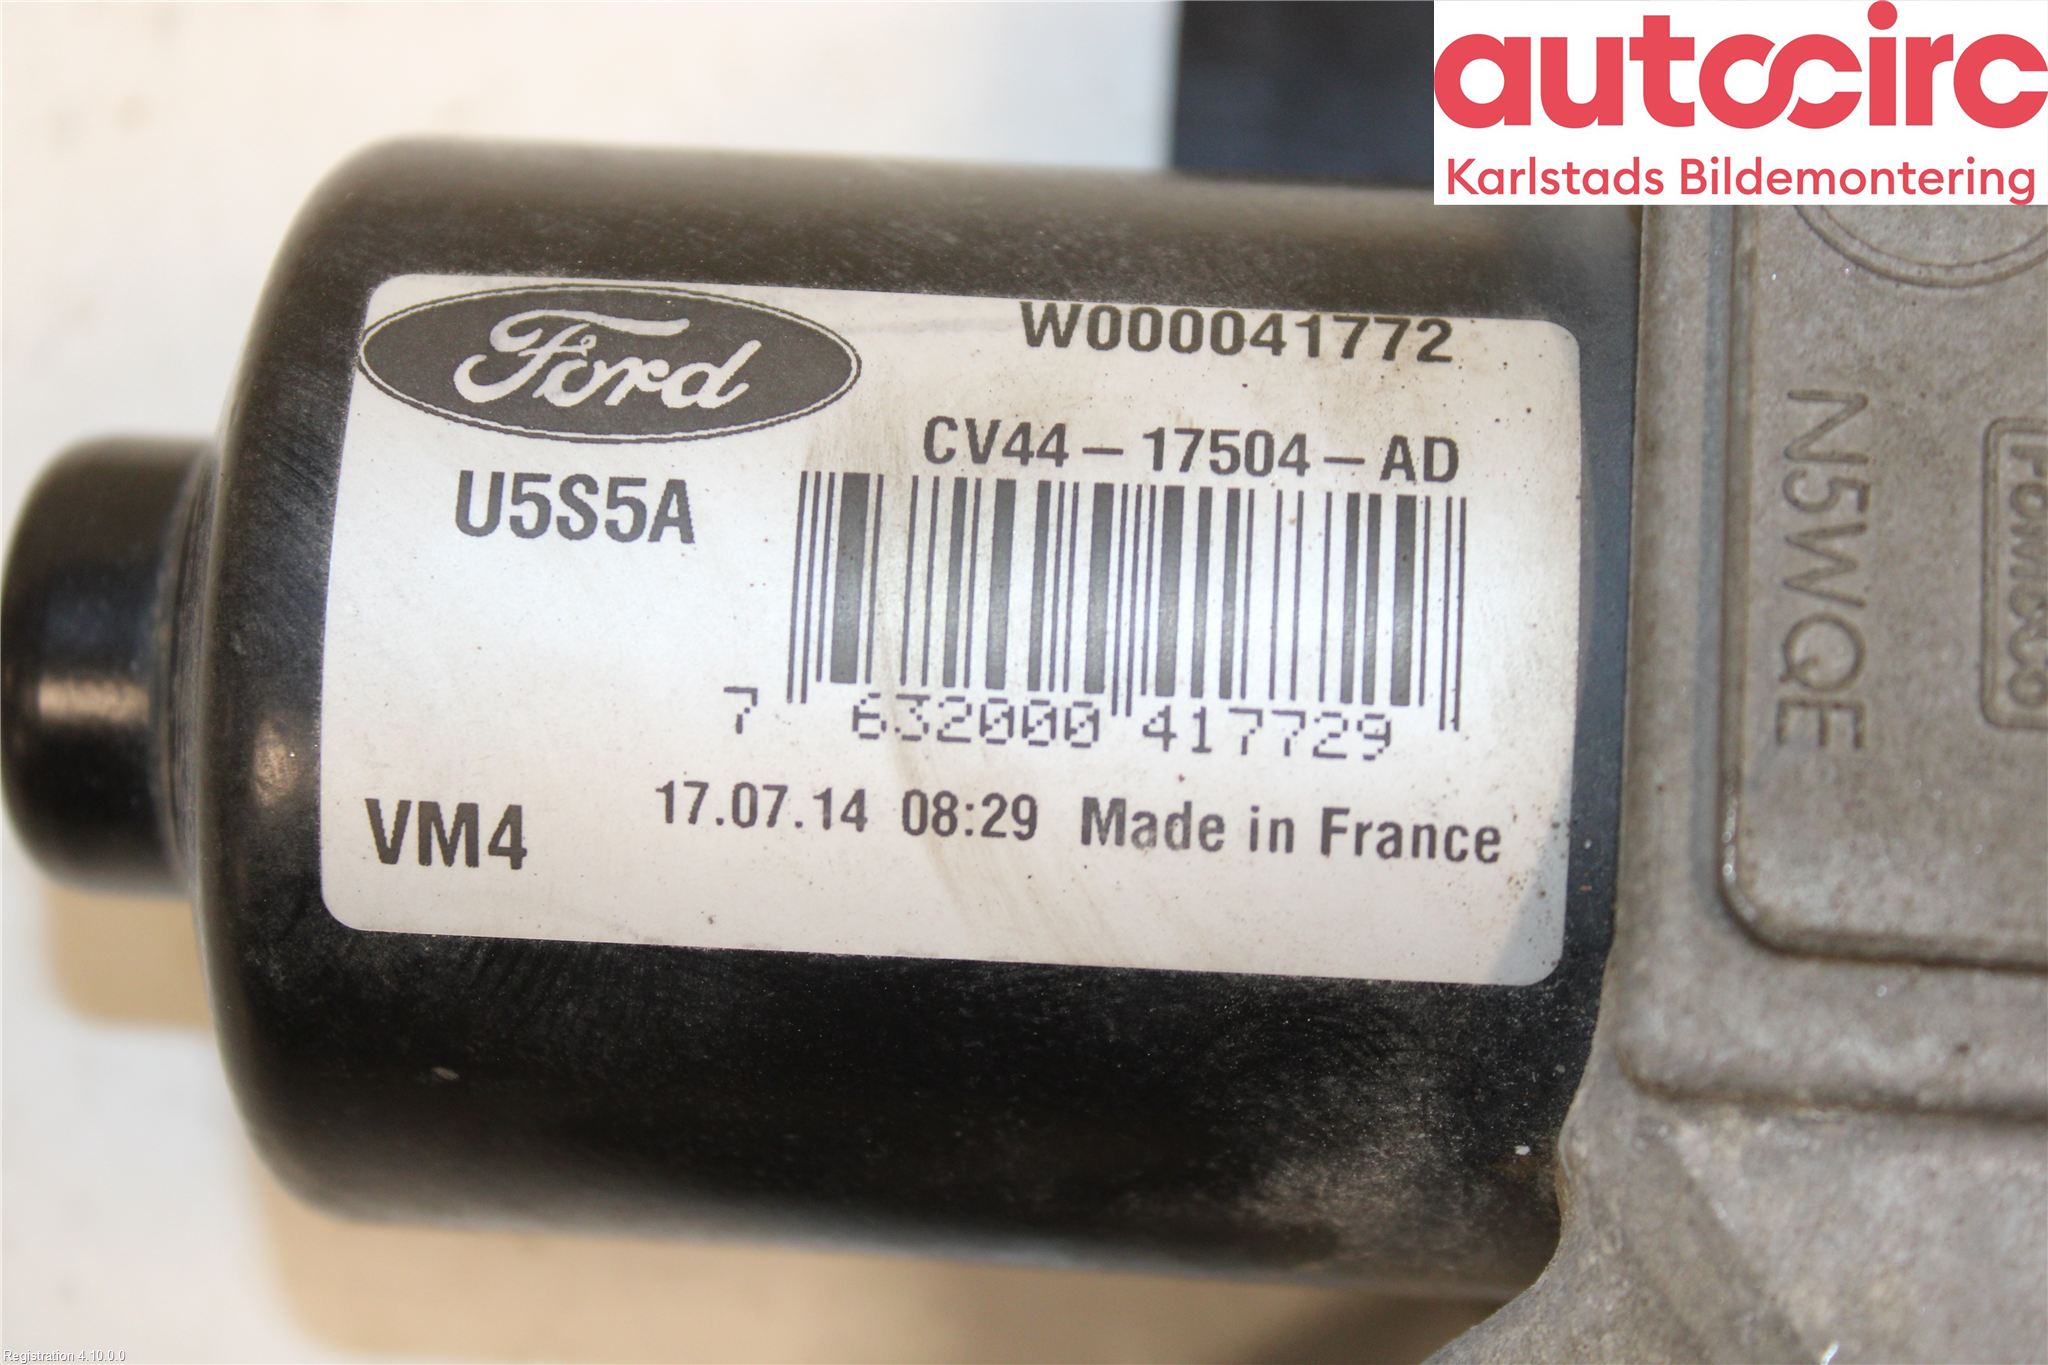 autocirc
Karlstads Bildemontering
Ford
W000041772
CV44-17504-AD
U5S5A
7 632000 417729
VM4
17.07.14 08:29 Made in France
N5WQE
Registration 4.10.0.0